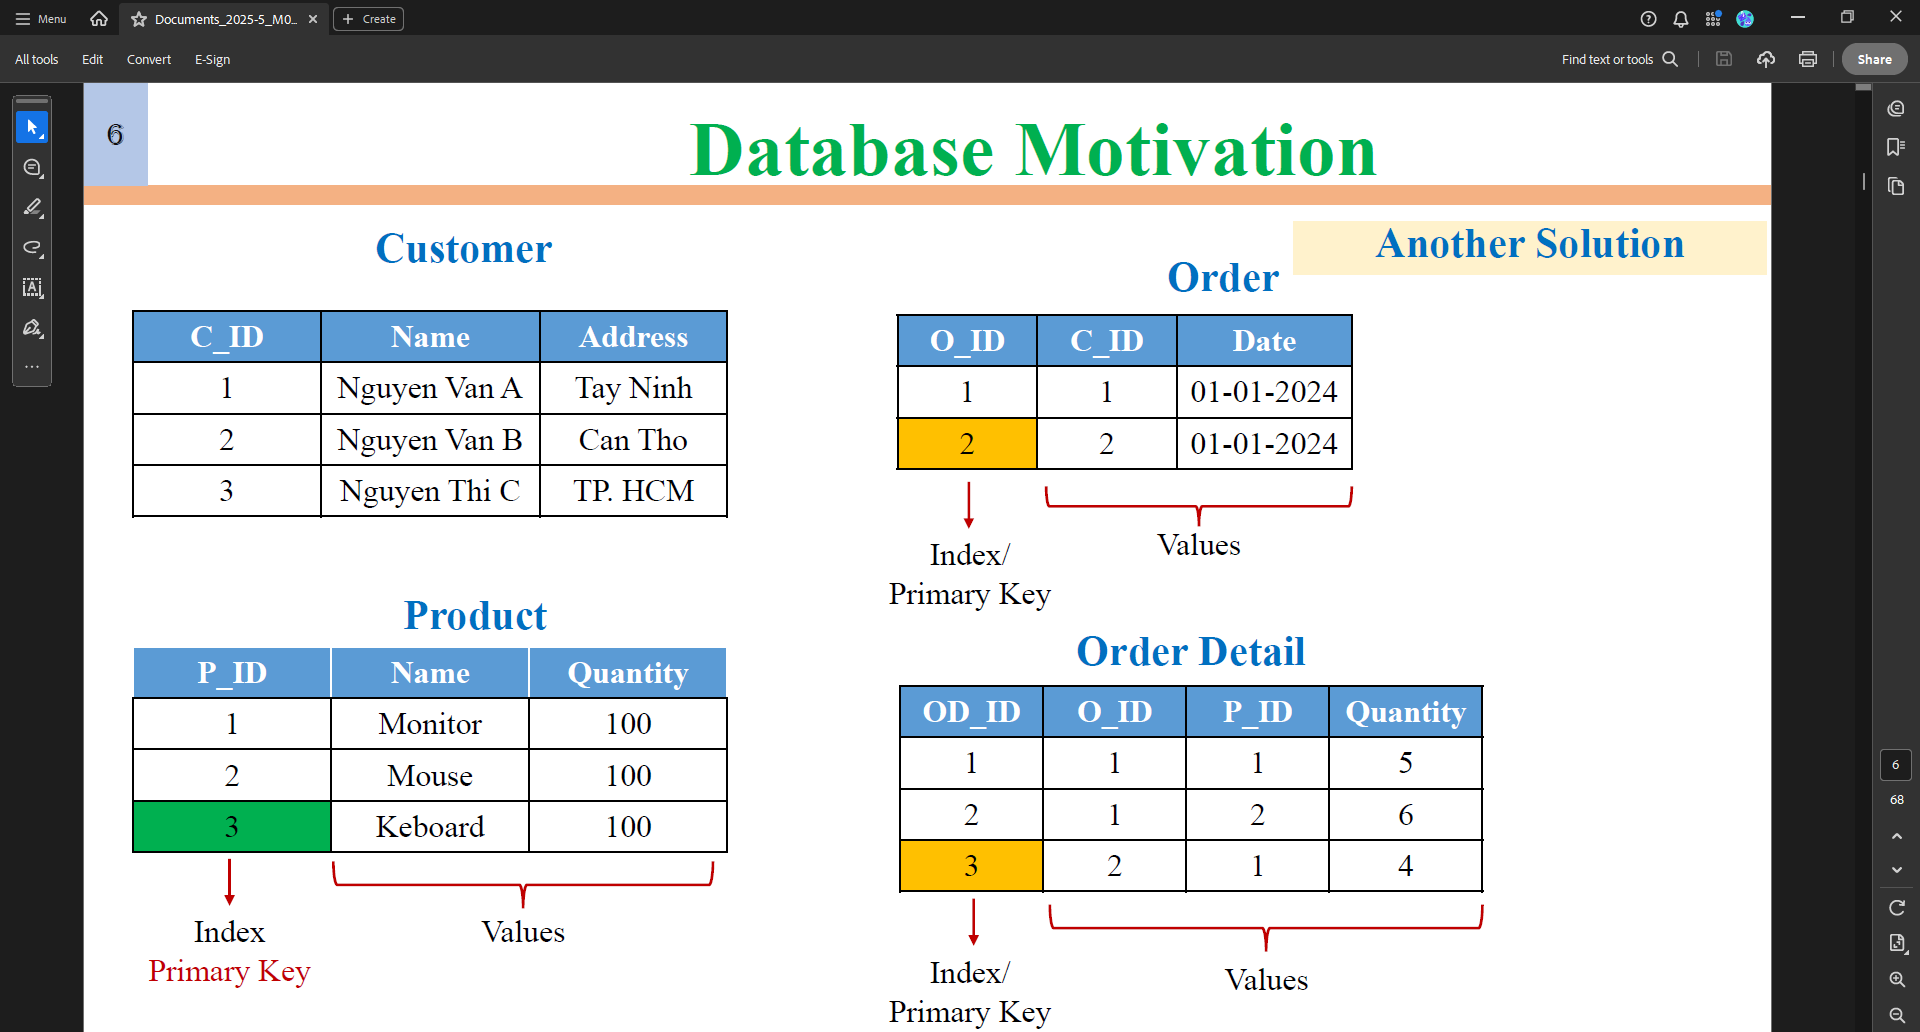 Menu
Documents_2025-5_M0...
Create
All tools
Edit
Convert
E-Sign
Find text or tools
Share
6
Database Motivation
Another Solution
Customer
C_ID Name Address
1 Nguyen Van A Tay Ninh
2 Nguyen Van B Can Tho
3 Nguyen Thi C TP. HCM
Order
O_ID C_ID Date
1 1 01-01-2024
2 2 01-01-2024
Index/
Primary Key
Values
Product
P_ID Name Quantity
1 Monitor 100
2 Mouse 100
3 Keboard 100
Index
Primary Key
Values
Order Detail
OD_ID O_ID P_ID Quantity
1 1 1 5
2 1 2 6
3 2 1 4
Index/
Primary Key
Values
6
68